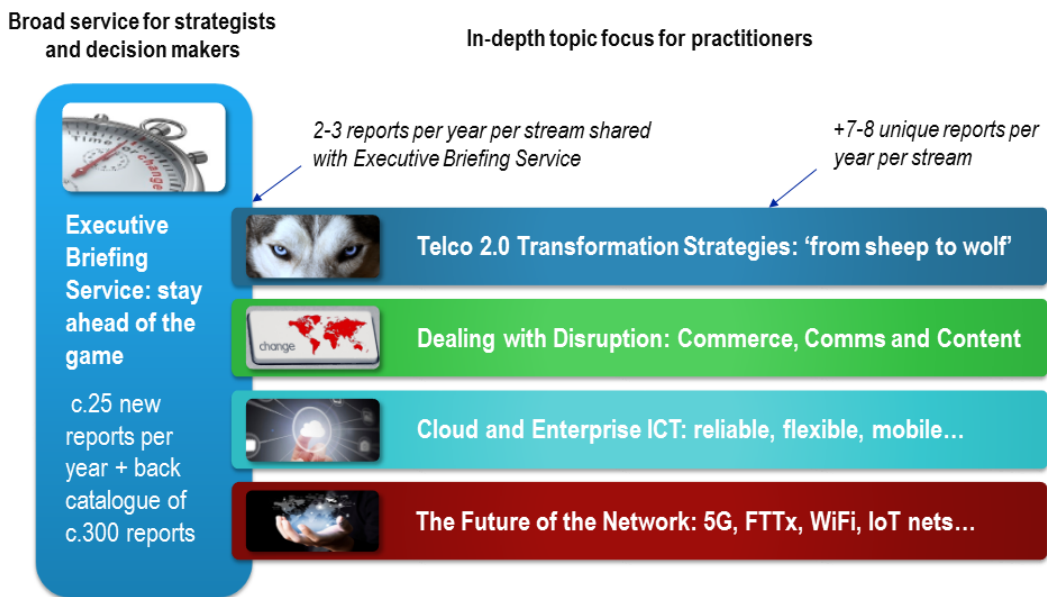 Broad service for strategists
and decision makers
In-depth topic focus for practitioners
2-3 reports per year per stream shared
with Executive Briefing Service
+7-8 unique reports per
year per stream
Time for change
Executive
Briefing
Service: stay
ahead of the
game
c.25 new
reports per
year + back
catalogue of
c.300 reports
Telco 2.0 Transformation Strategies: ‘from sheep to wolf’
change
Dealing with Disruption: Commerce, Comms and Content
Cloud and Enterprise ICT: reliable, flexible, mobile…
The Future of the Network: 5G, FTTx, WiFi, IoT nets…